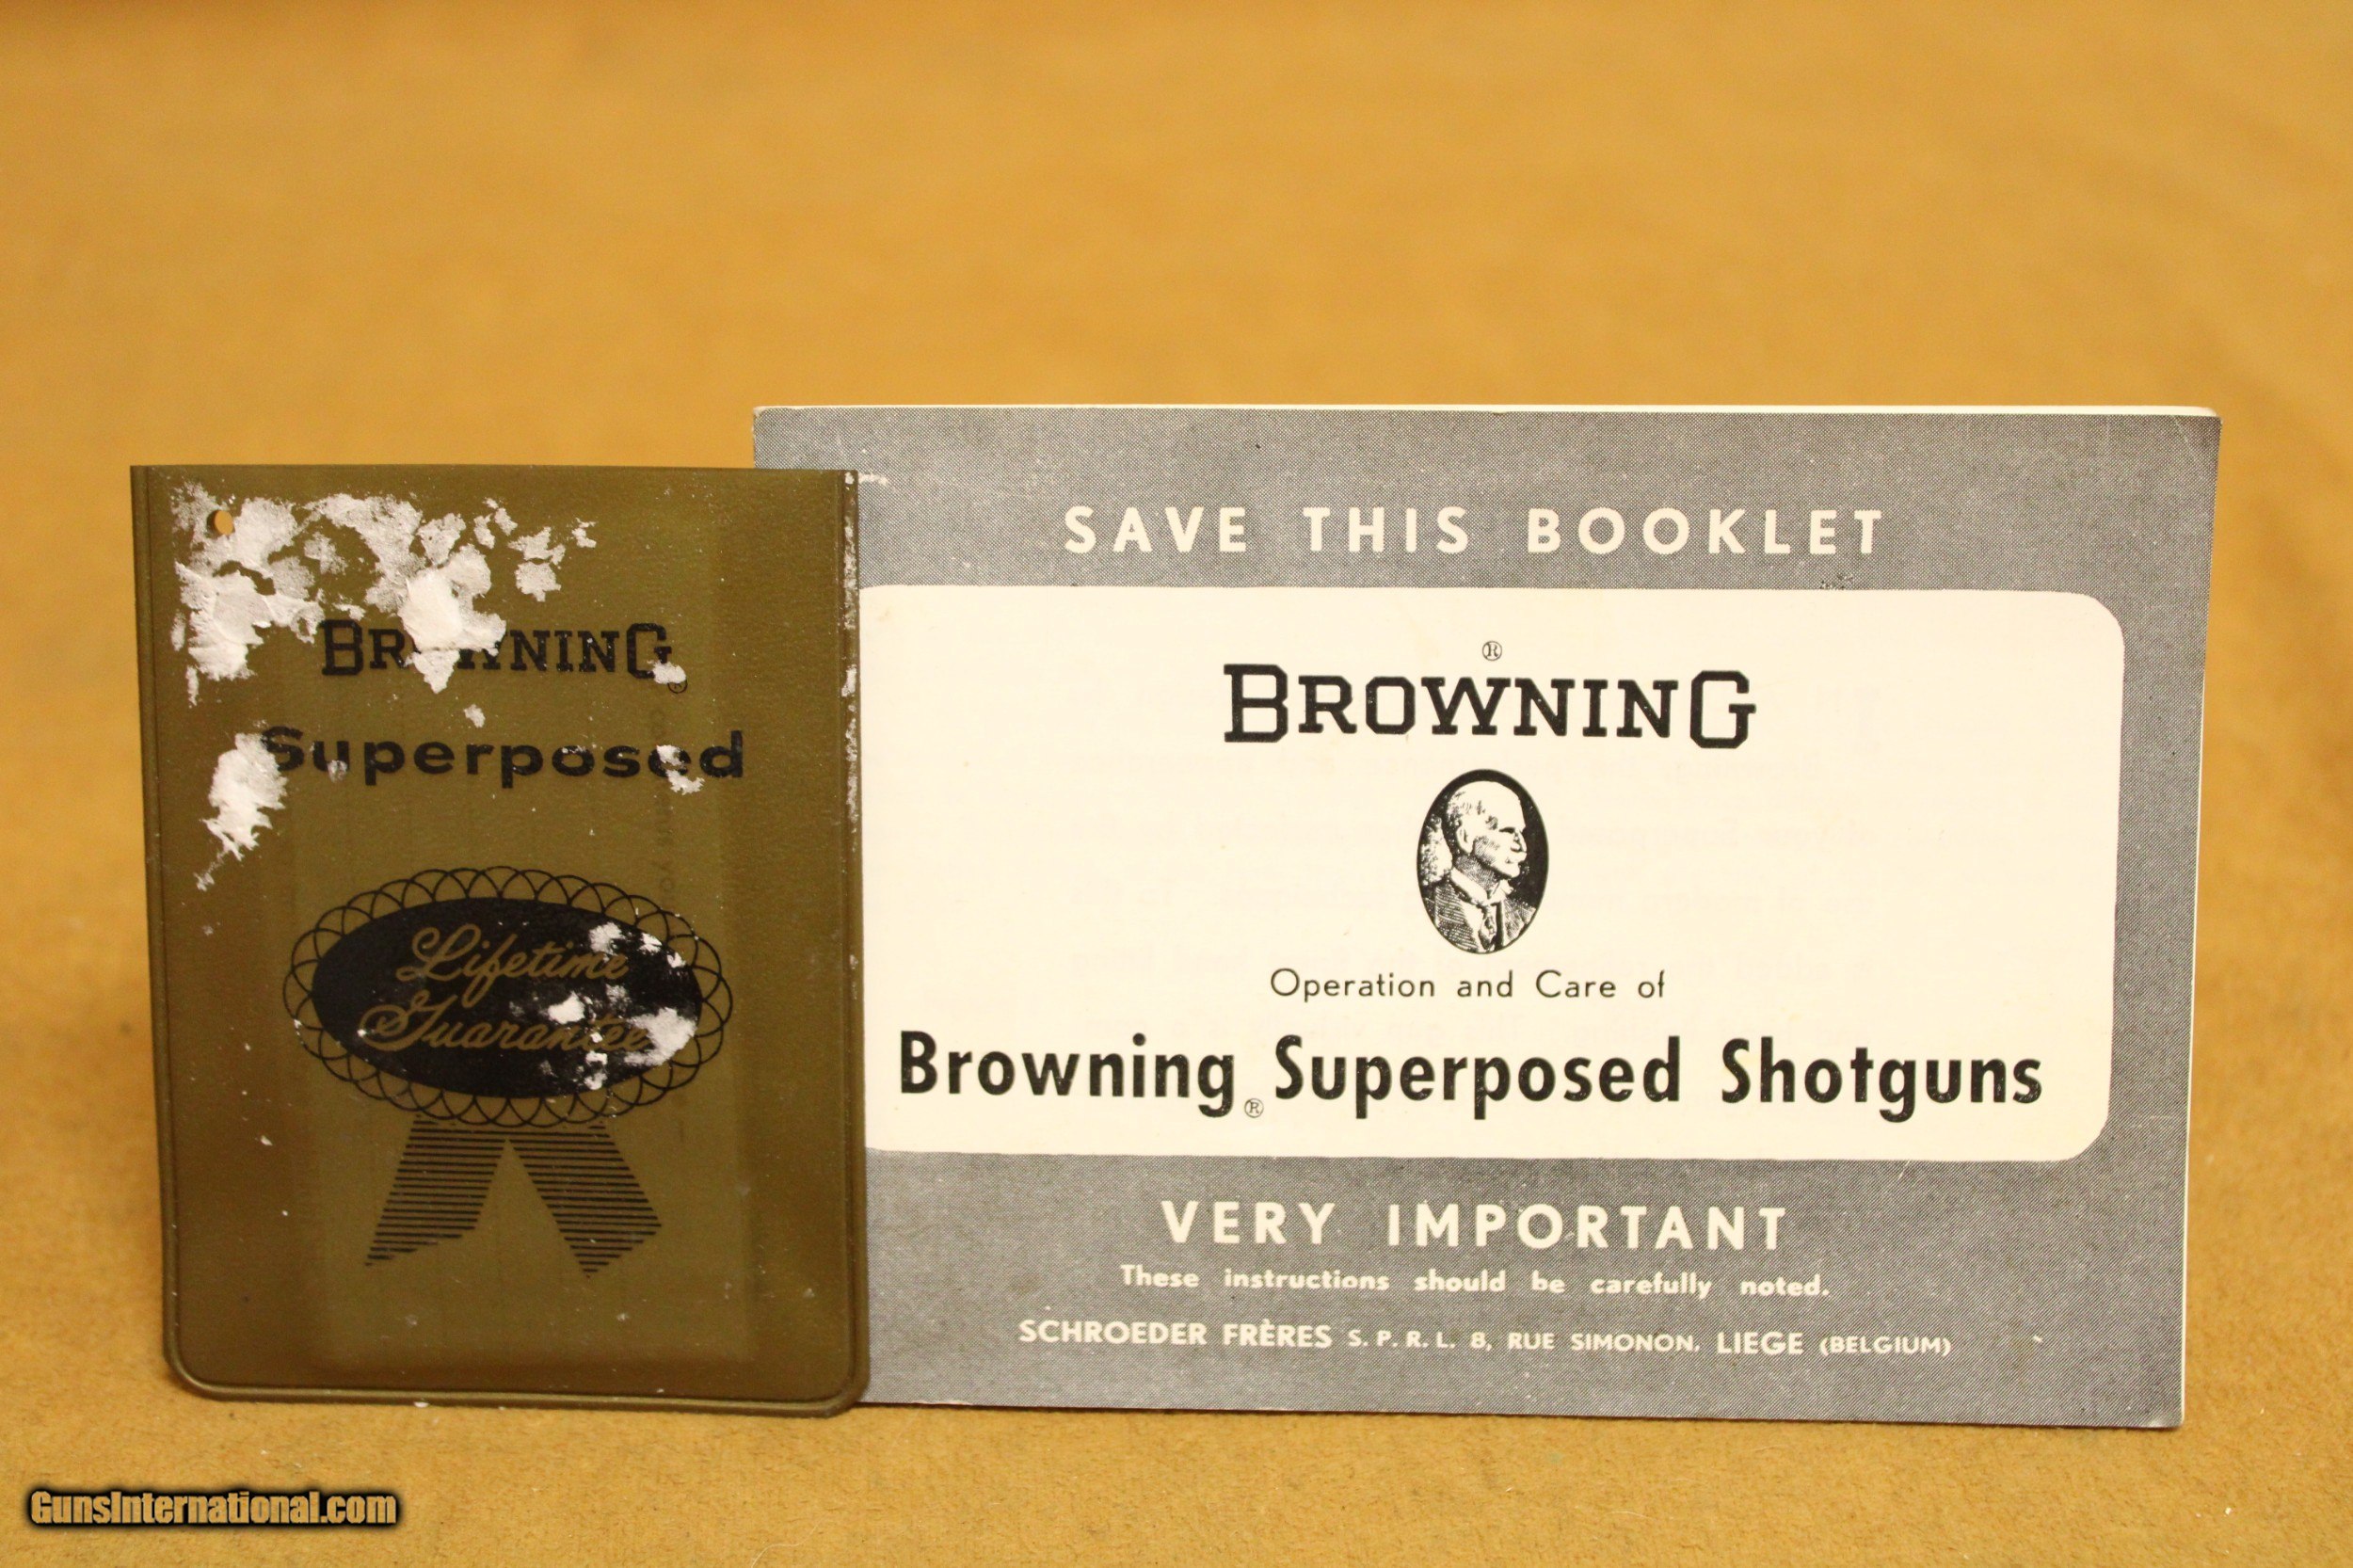 BROWNING®
Superposed
Lifetime
Guarantee
SAVE THIS BOOKLET
®
BROWNING
Operation and Care of
Browning® Superposed Shotguns
VERY IMPORTANT
These instructions should be carefully noted.
SCHROEDER FRÈRES S. P. R. L. 8, RUE SIMONON, LIEGE (BELGIUM)
GunsInternational.com